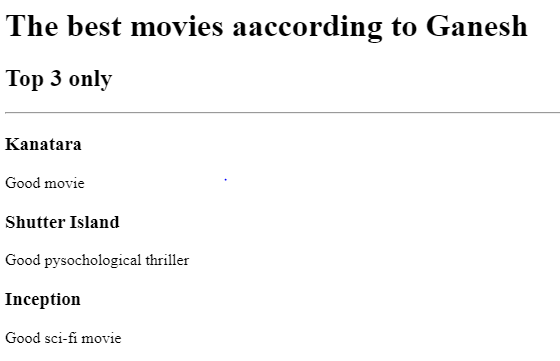 The best movies aaccording to Ganesh
Top 3 only
Kanatara
Good movie
Shutter Island
Good pysochological thriller
Inception
Good sci-fi movie